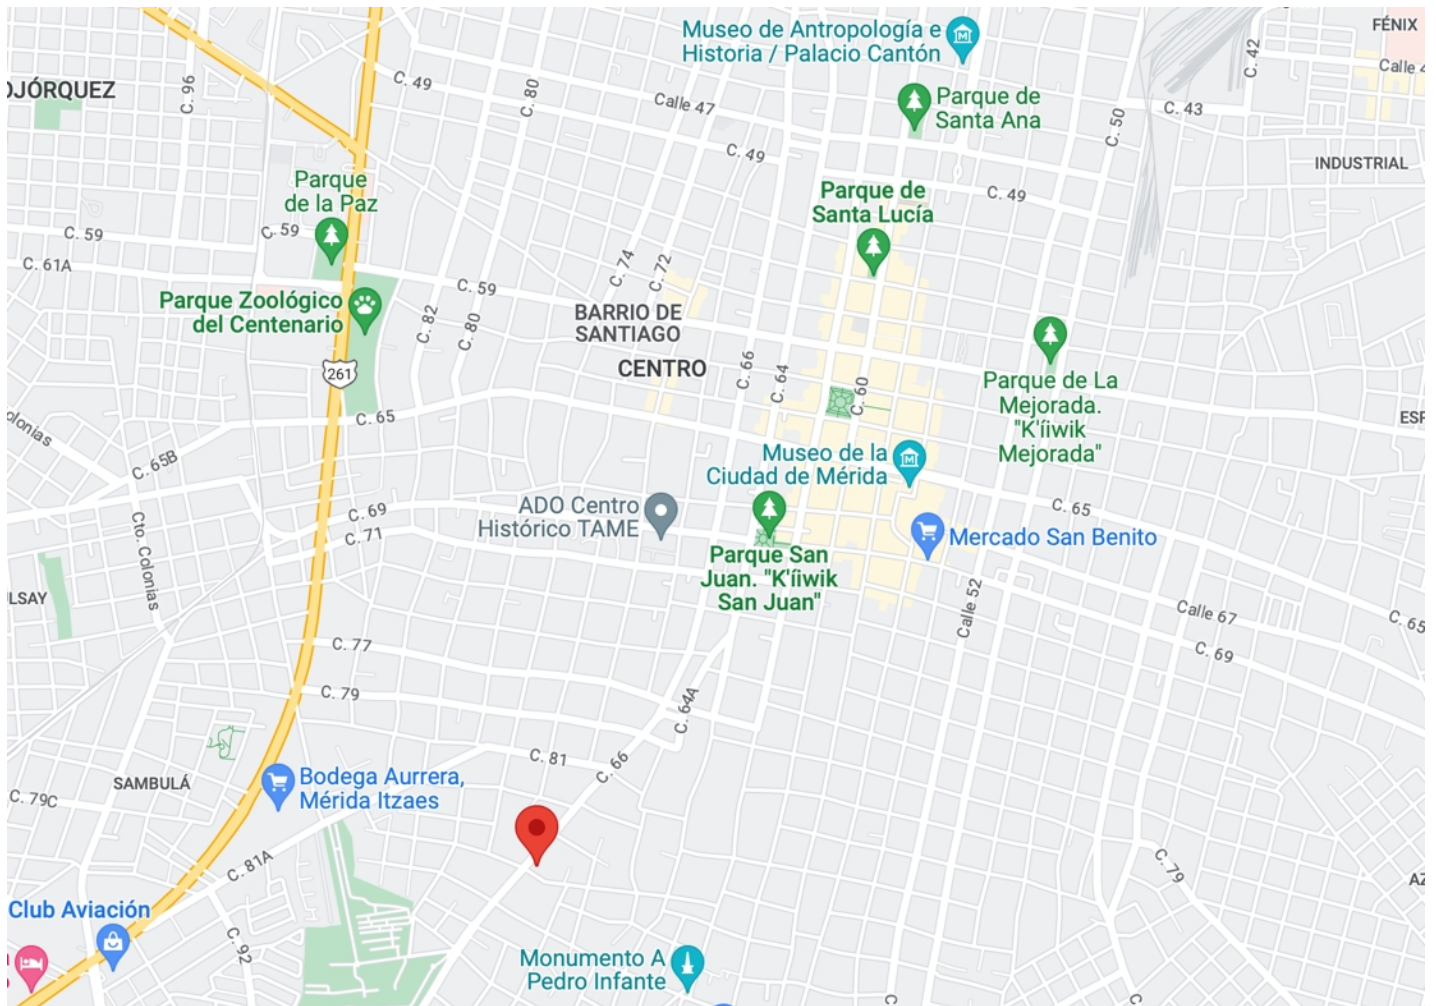 Museo de Antropología e
Historia / Palacio Cantón
FÉNIX
C. 42
Calle 4
OJÓRQUEZ
C. 96
C. 49
C. 80
Calle 47
Parque de
Santa Ana
C. 50
C. 43
C. 49
INDUSTRIAL
Parque
de la Paz
Parque de
Santa Lucía
C. 49
C. 59
C. 59
C. 61A
C. 74
C. 72
Parque Zoológico
del Centenario
C. 59
C. 82
C. 80
BARRIO DE
SANTIAGO
CENTRO
261
C. 66
C. 64
C. 60
Parque de La
Mejorada.
"K'íiwik
Mejorada"
C. 65
olonias
ESP
C. 65B
Museo de la
Ciudad de Mérida
ADO Centro
Histórico TAME
C. 69
C. 71
C. 65
Cto. Colonias
Mercado San Benito
Parque San
Juan. "K'íiwik
San Juan"
LSAY
Calle 52
Calle 67
C. 65
C. 77
C. 69
C. 79
C. 64A
C. 81
C. 66
SAMBULÁ
Bodega Aurrera,
Mérida Itzaes
C. 79C
C. 81A
C. 79
AZ
Club Aviación
C. 92
Monumento A
Pedro Infante
C
C